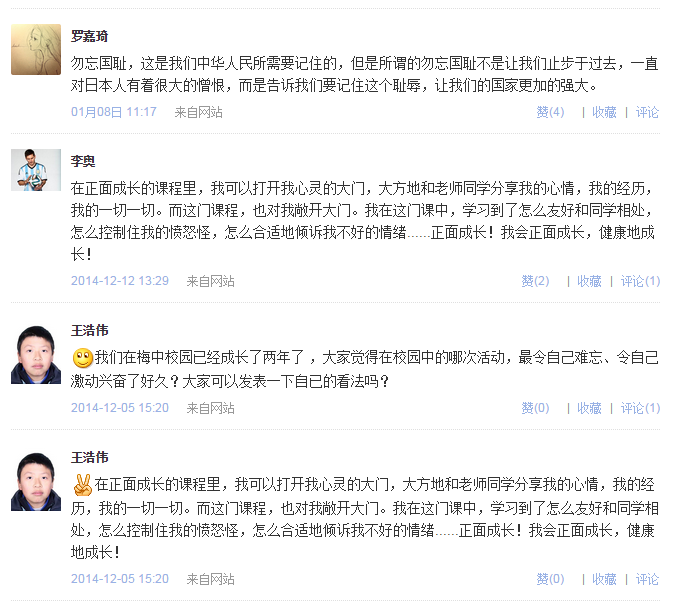 罗嘉琦
勿忘国耻，这是我们中华人民所需要记住的，但是所谓的勿忘国耻不是让我们止步于过去，一直
对日本人有着很大的憎恨，而是告诉我们要记住这个耻辱，让我们的国家更加的强大。
01月08日 11:17 来自网站 赞(4) | 收藏 | 评论
李奥
在正面成长的课程里，我可以打开我心灵的大门，大方地和老师同学分享我的心情，我的经历，
我的一切一切。而这门课程，也对我敞开大门。我在这门课中，学习到了怎么友好和同学相处，
怎么控制住我的愤怒怪，怎么合适地倾诉我不好的情绪......正面成长！我会正面成长，健康地成
长！
2014-12-12 13:29 来自网站 赞(2) | 收藏 | 评论(1)
王浩伟
我们在梅中校园已经成长了两年了 ，大家觉得在校园中的哪次活动，最令自己难忘、令自己
激动兴奋了好久？大家可以发表一下自已的看法吗？
2014-12-05 15:20 来自网站 赞(0) | 收藏 | 评论(1)
王浩伟
在正面成长的课程里，我可以打开我心灵的大门，大方地和老师同学分享我的心情，我的经
历，我的一切一切。而这门课程，也对我敞开大门。我在这门课中，学习到了怎么友好和同学相
处，怎么控制住我的愤怒怪，怎么合适地倾诉我不好的情绪......正面成长！我会正面成长，健康
地成长！
2014-12-05 15:20 来自网站 赞(0) | 收藏 | 评论